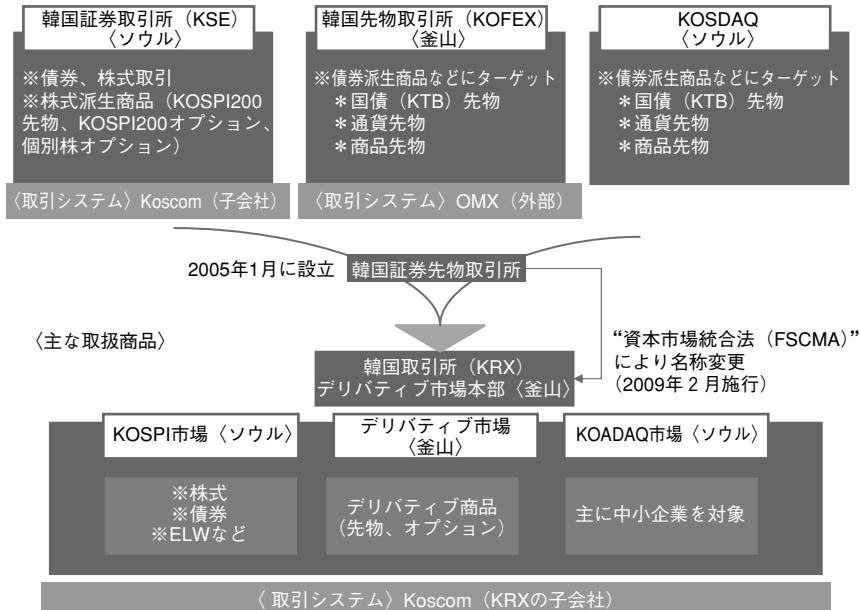 韓国証券取引所（KSE）
〈ソウル〉
※債券、株式取引
※株式派生商品（KOSPI200
先物、KOSPI200オプション、
個別株オプション）
〈取引システム〉Koscom（子会社）
韓国先物取引所（KOFEX）
〈釜山〉
※債券派生商品などにターゲット
＊国債（KTB）先物
＊通貨先物
＊商品先物
〈取引システム〉OMX（外部）
KOSDAQ
〈ソウル〉
※債券派生商品などにターゲット
＊国債（KTB）先物
＊通貨先物
＊商品先物
2005年1月に設立
韓国証券先物取引所
〈主な取扱商品〉
“資本市場統合法（FSCMA）”
により名称変更
（2009年２月施行）
韓国取引所（KRX）
デリバティブ市場本部〈釜山〉
KOSPI市場〈ソウル〉
※株式
※債券
※ELWなど
デリバティブ市場
〈釜山〉
デリバティブ商品
（先物、オプション）
KOADAQ市場〈ソウル〉
主に中小企業を対象
〈 取引システム〉Koscom（KRXの子会社）